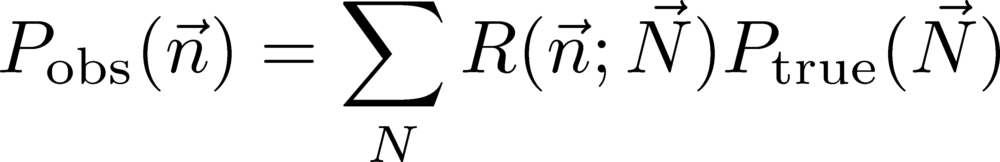 P_obs(n⃗) = ∑_N R(n⃗; N⃗) P_true(N⃗)